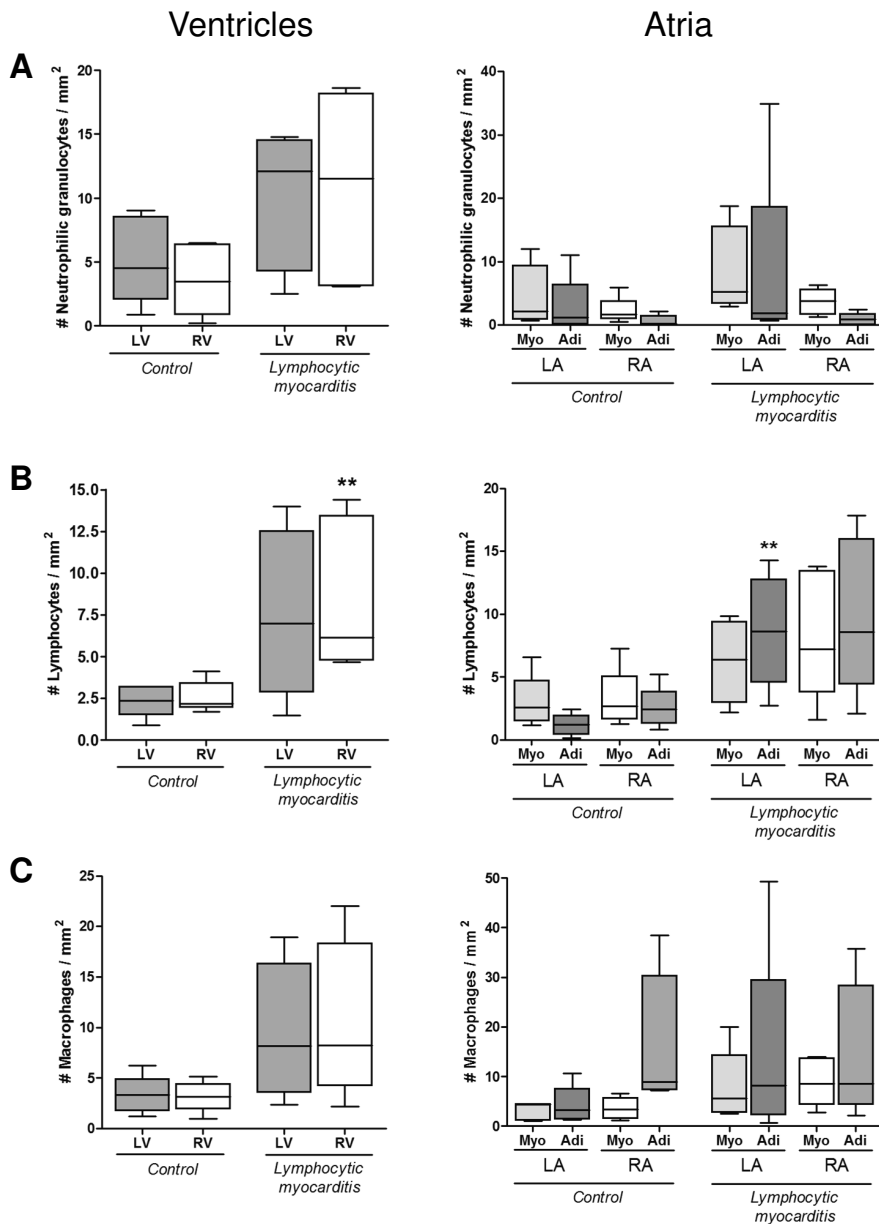 Ventricles Atria
A
# Neutrophilic granulocytes / mm²
20
15
10
5
0
LV RV LV RV
Control Lymphocytic
myocarditis
# Neutrophilic granulocytes / mm²
40
30
20
10
0
Myo Adi Myo Adi Myo Adi Myo Adi
LA RA LA RA
Control Lymphocytic
myocarditis
B
# Lymphocytes / mm²
15.0
12.5
10.0
7.5
5.0
2.5
0.0
**
LV RV LV RV
Control Lymphocytic
myocarditis
# Lymphocytes / mm²
20
15
10
5
0
**
Myo Adi Myo Adi Myo Adi Myo Adi
LA RA LA RA
Control Lymphocytic
myocarditis
C
# Macrophages / mm²
25
20
15
10
5
0
LV RV LV RV
Control Lymphocytic
myocarditis
# Macrophages / mm²
50
40
30
20
10
0
Myo Adi Myo Adi Myo Adi Myo Adi
LA RA LA RA
Control Lymphocytic
myocarditis